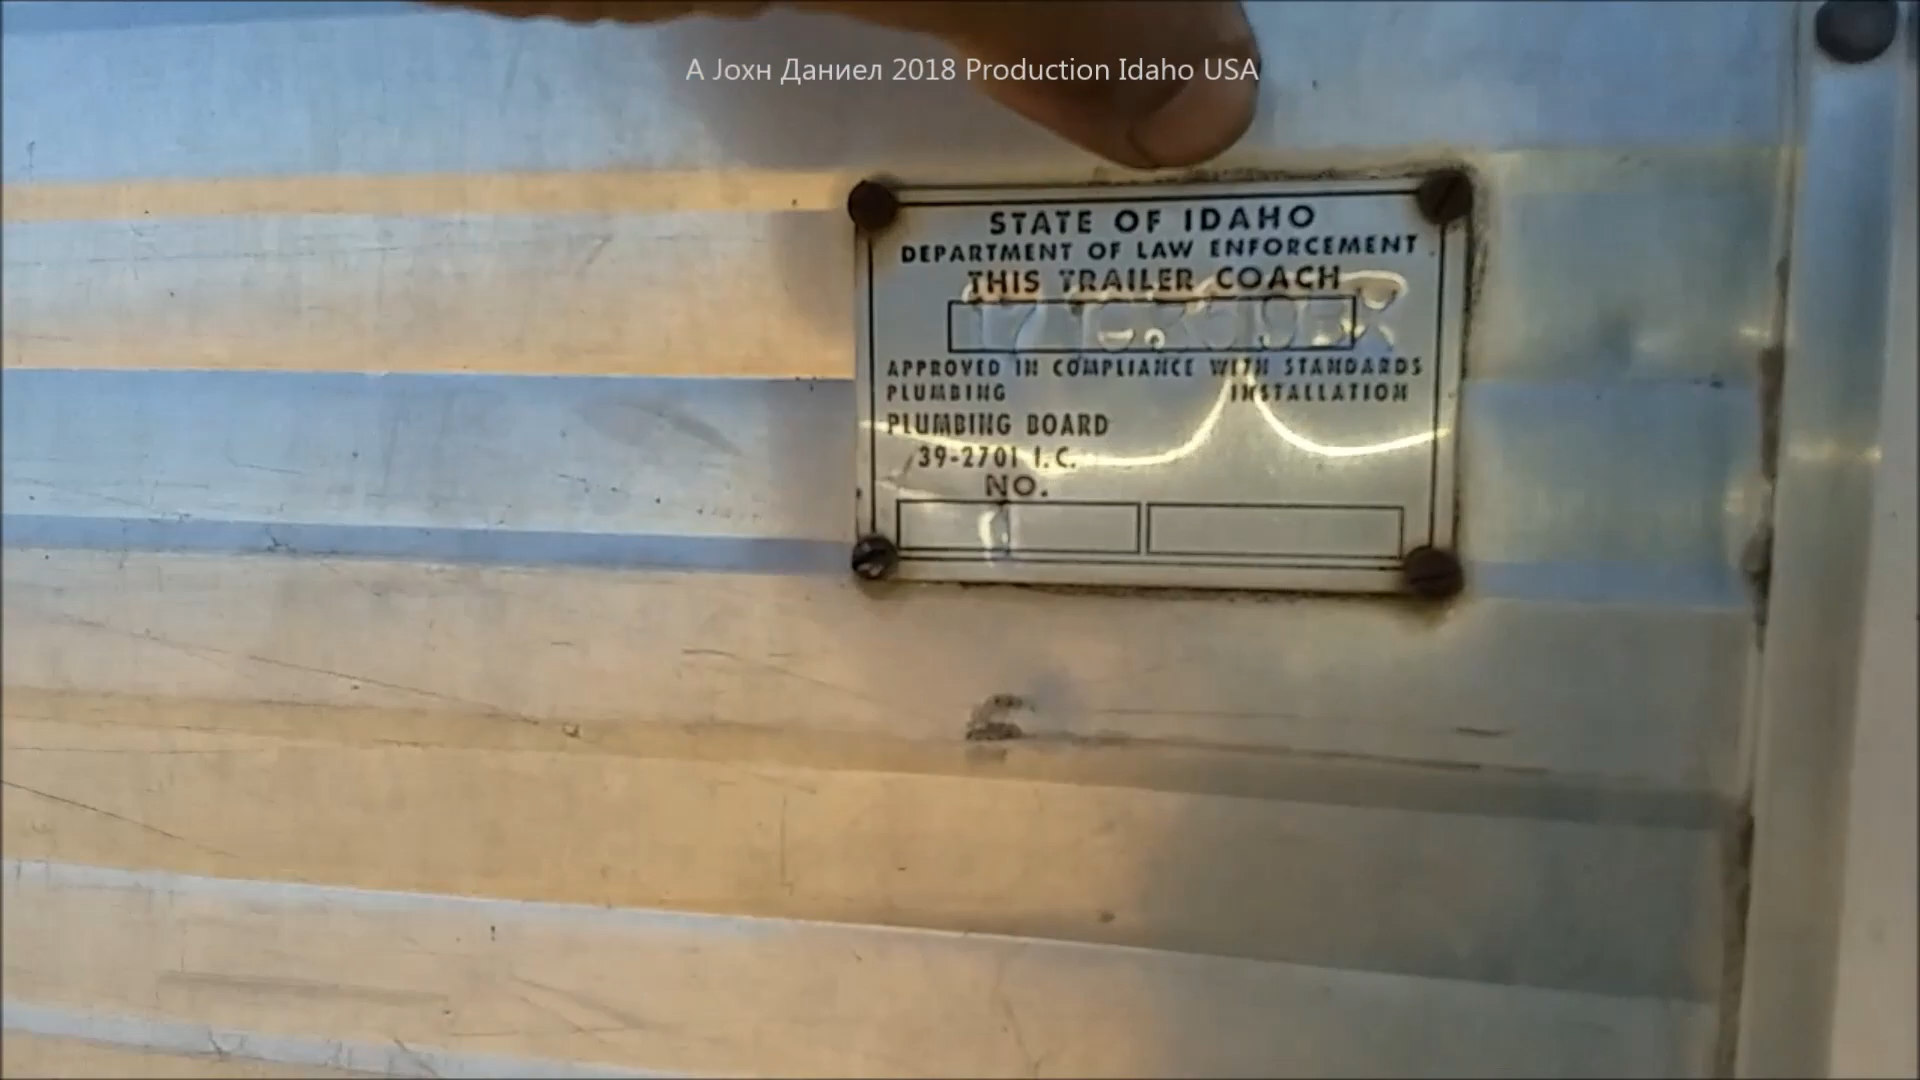 А Јохн Даниел 2018 Production Idaho USA
STATE OF IDAHO
DEPARTMENT OF LAW ENFORCEMENT
THIS TRAILER COACH
APPROVED IN COMPLIANCE WITH STANDARDS
PLUMBING INSTALLATION
PLUMBING BOARD
39-2701 I.C.
NO.